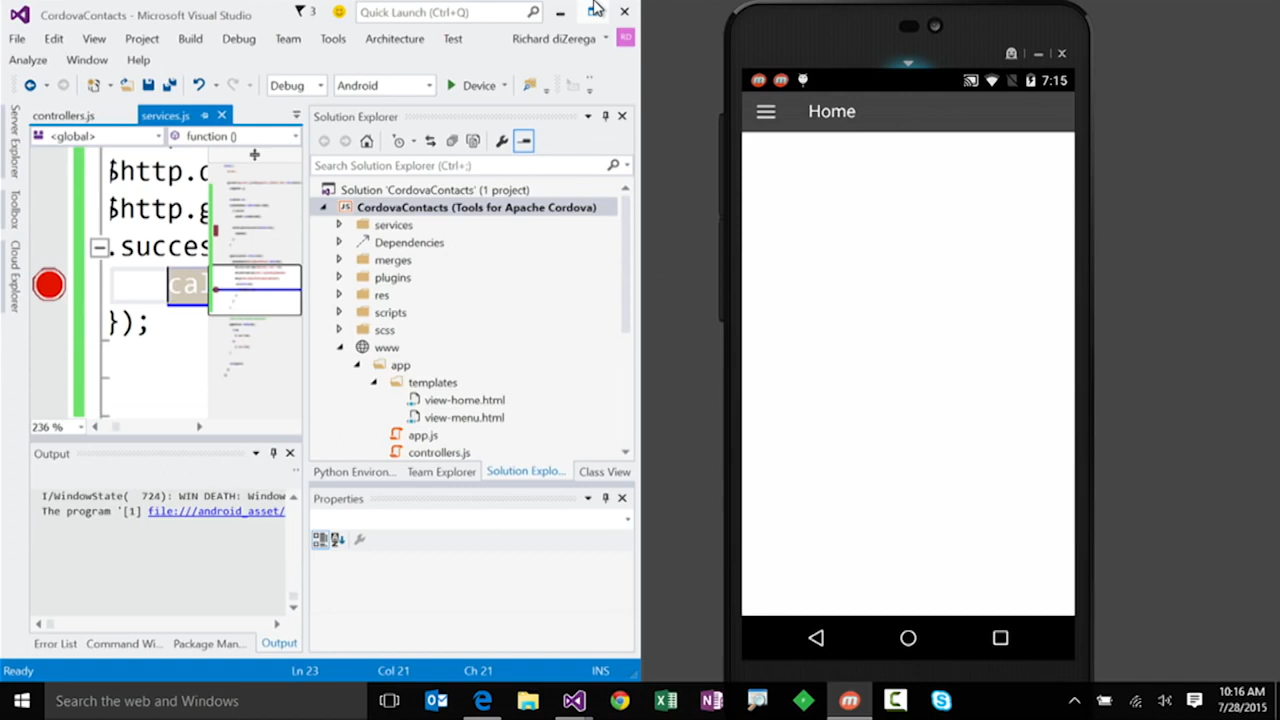 CordovaContacts - Microsoft Visual Studio
3
Quick Launch (Ctrl+Q)
File Edit View Project Build Debug Team Tools Architecture Test Richard diZerega RD
Analyze Window Help
Debug Android Device
Server Explorer
Toolbox
Cloud Explorer
controllers.js services.js
<global> function ()
$http.
$http.g
.succes
cal
});
236 %
Output
I/WindowState( 724): WIN DEATH: Window
The program '[1] file:///android_asset/
Error List Command Wi... Package Man... Output
Solution Explorer
Search Solution Explorer (Ctrl+;)
Solution 'CordovaContacts' (1 project)
CordovaContacts (Tools for Apache Cordova)
services
Dependencies
merges
plugins
res
scripts
scss
www
app
templates
view-home.html
view-menu.html
app.js
controllers.js
Python Environ... Team Explorer Solution Explo... Class View
Properties
Ready Ln 23 Col 21 Ch 21 INS
7:15
Home
Search the web and Windows
10:16 AM
7/28/2015